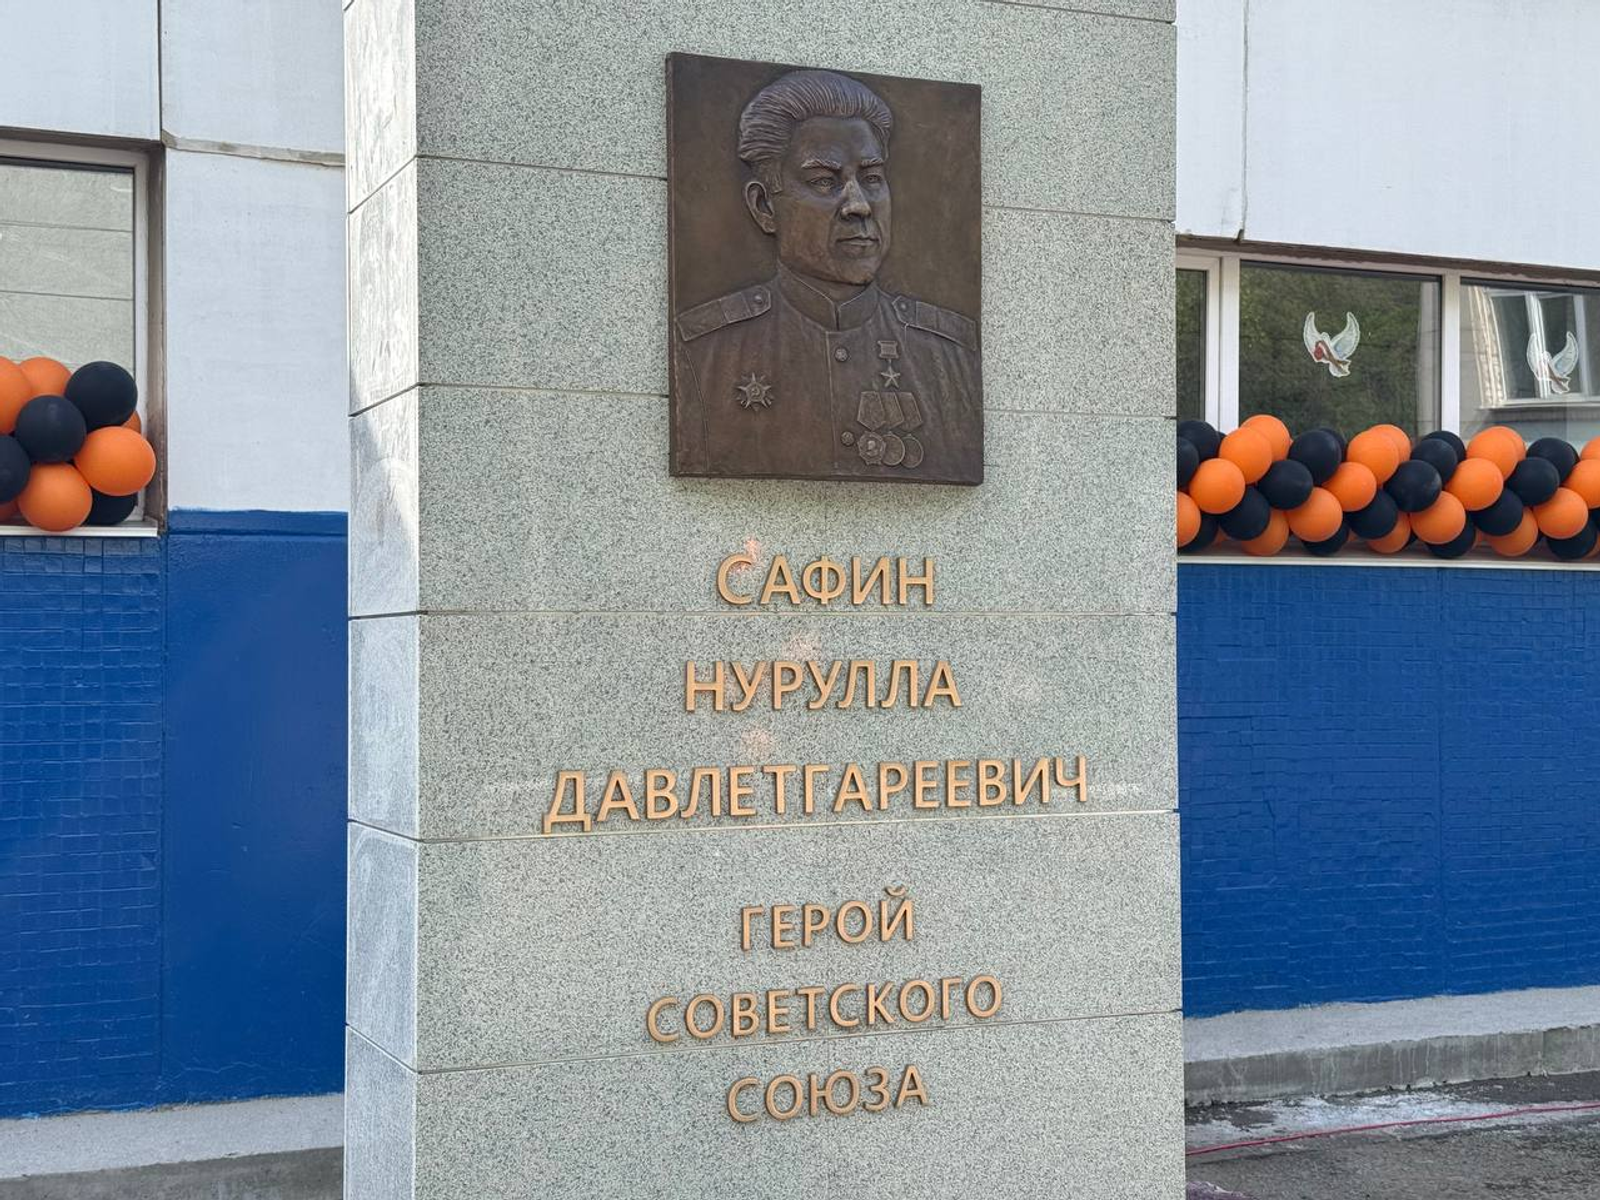 САФИН
НУРУЛЛА
ДАВЛЕТГАРЕЕВИЧ
ГЕРОЙ
СОВЕТСКОГО
СОЮЗА